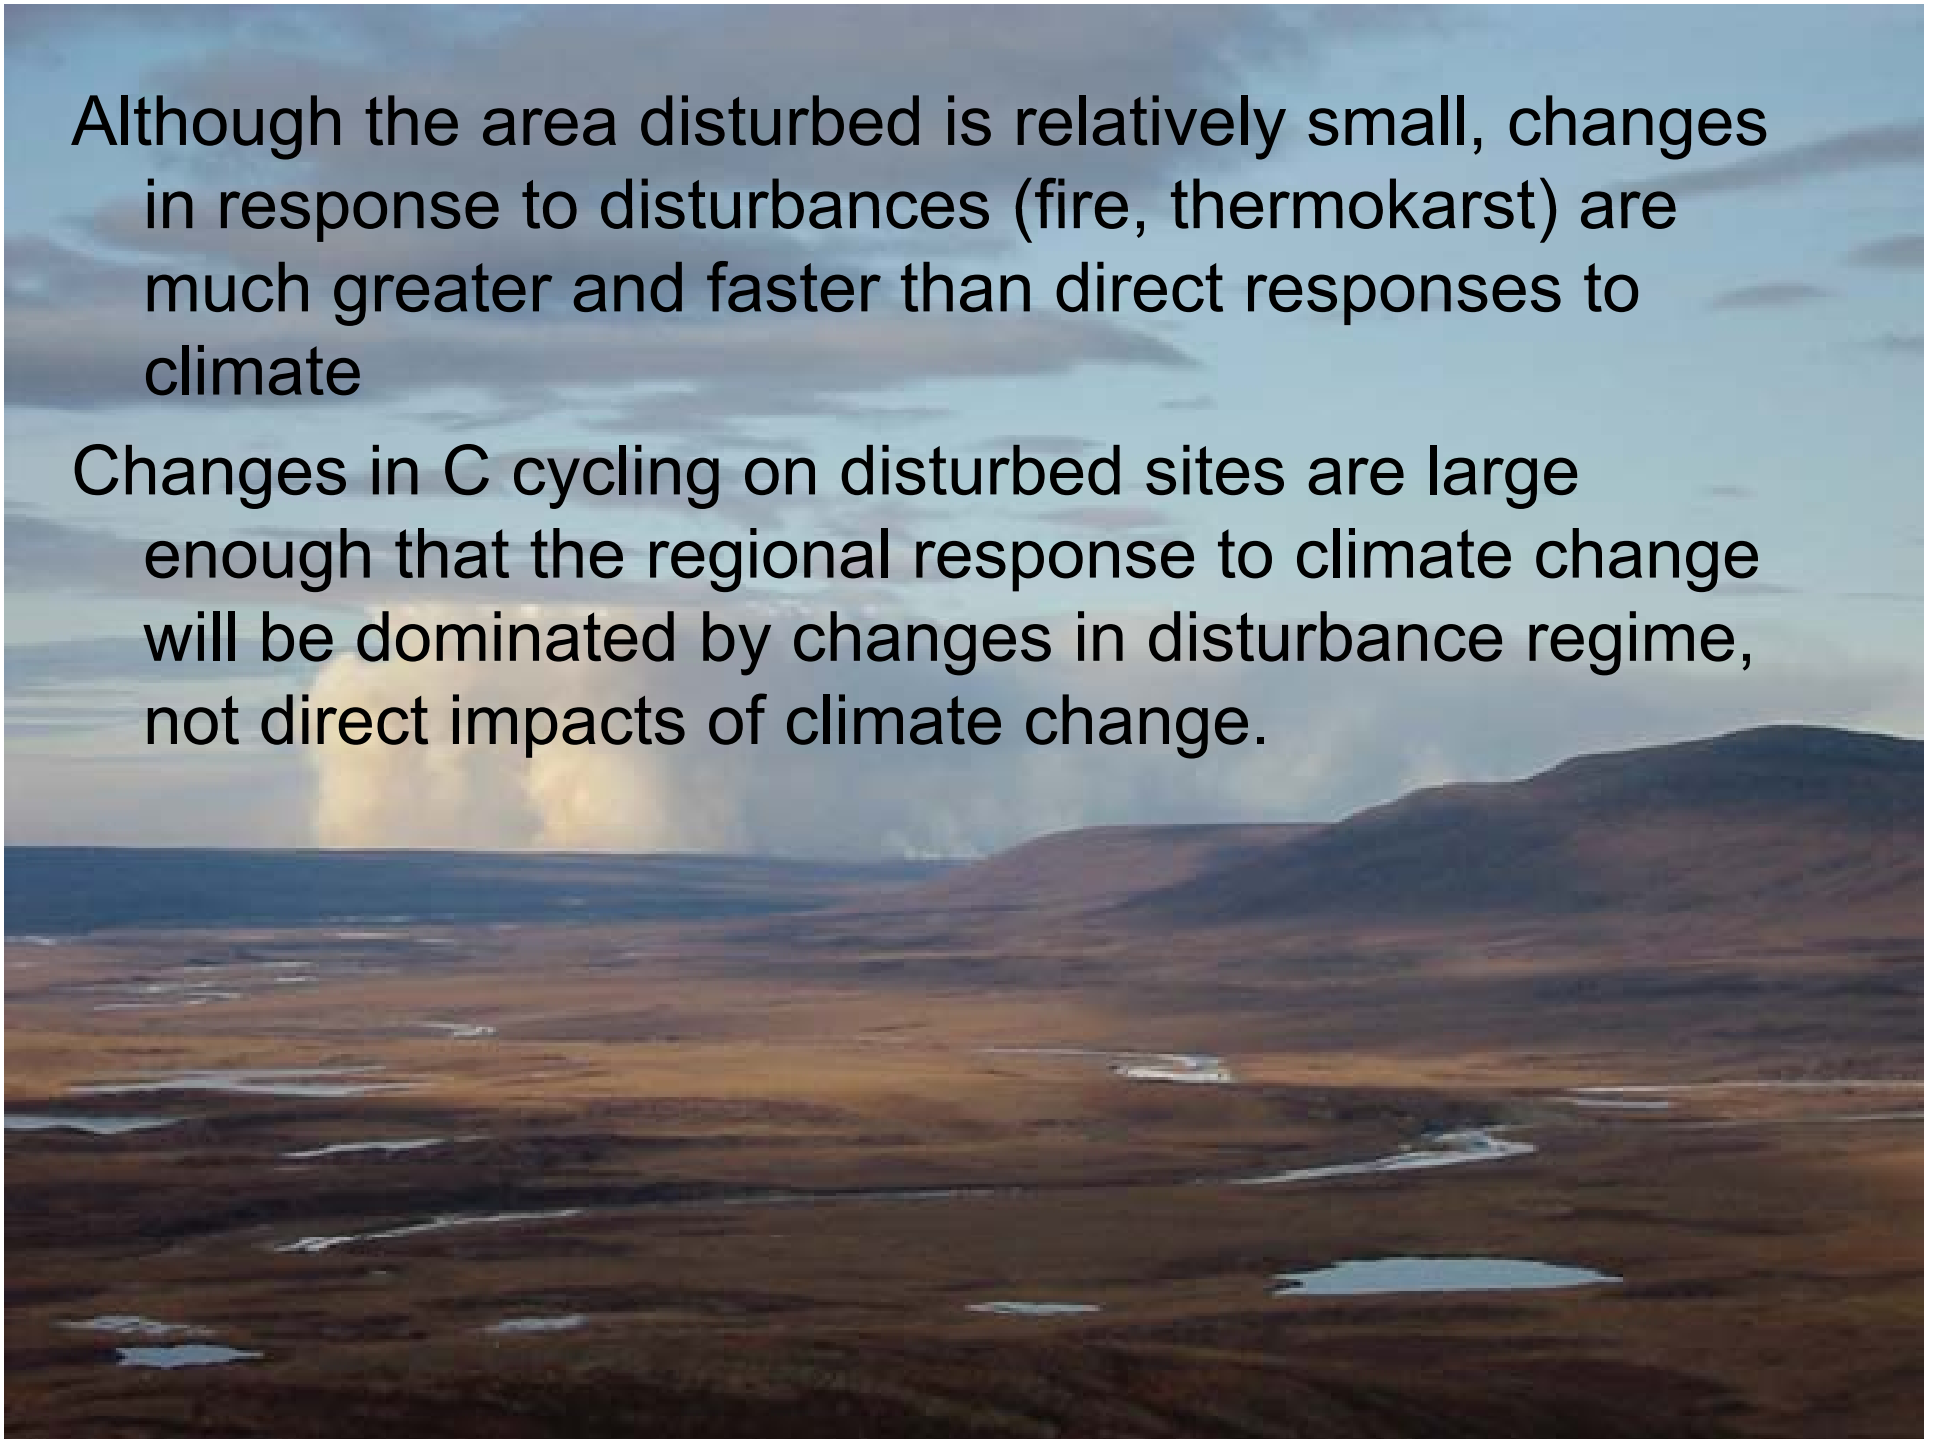 Although the area disturbed is relatively small, changes
in response to disturbances (fire, thermokarst) are
much greater and faster than direct responses to
climate
Changes in C cycling on disturbed sites are large
enough that the regional response to climate change
will be dominated by changes in disturbance regime,
not direct impacts of climate change.